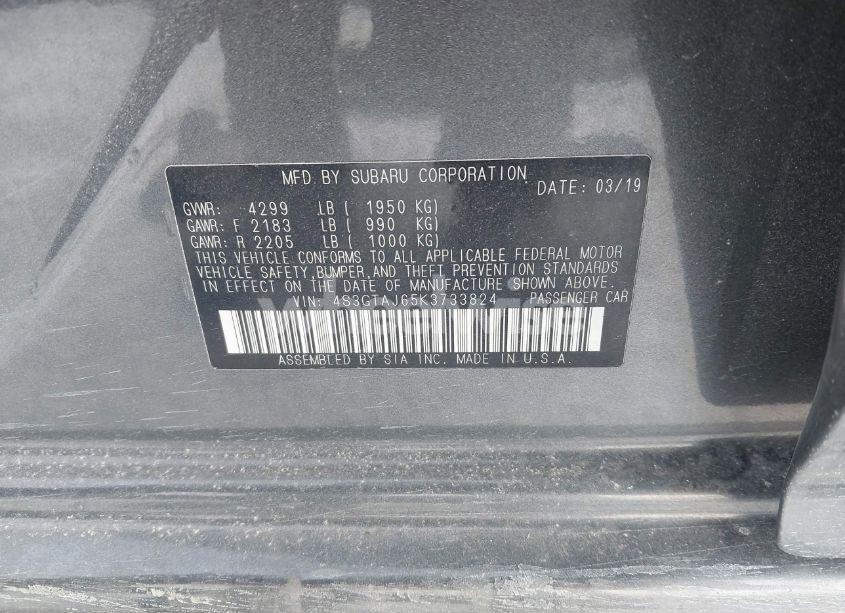 MFD BY SUBARU CORPORATION
DATE: 03/19
GVWR: 4299 LB ( 1950 KG)
GAWR: F 2183 LB ( 990 KG)
GAWR: R 2205 LB ( 1000 KG)
THIS VEHICLE CONFORMS TO ALL APPLICABLE FEDERAL MOTOR
VEHICLE SAFETY,BUMPER,AND THEFT PREVENTION STANDARDS
IN EFFECT ON THE DATE OF MANUFACTURE SHOWN ABOVE.
VIN: 4S3GTAJ65K3733824 PASSENGER CAR
ASSEMBLED BY SIA INC. MADE IN U.S.A.